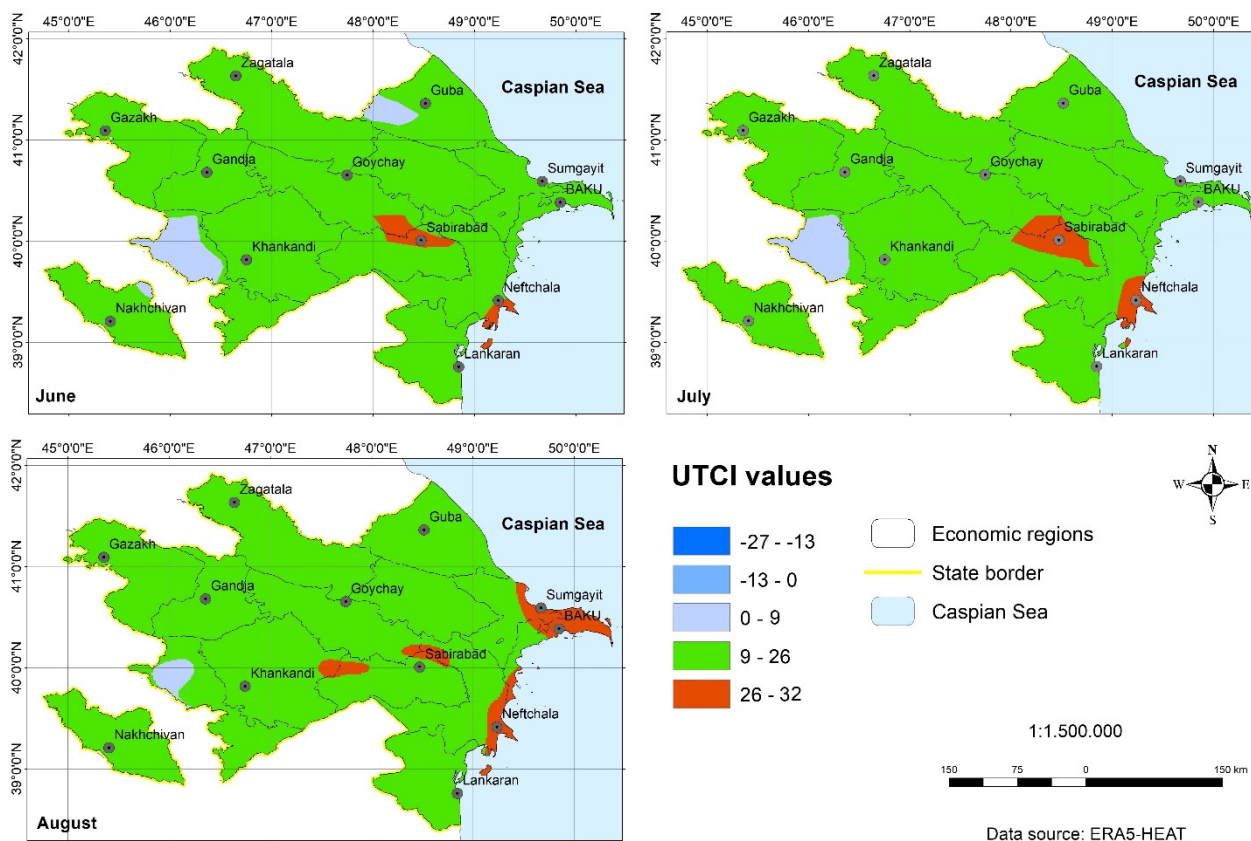 45°0'0"E 46°0'0"E 47°0'0"E 48°0'0"E 49°0'0"E 50°0'0"E
42°0'0"N
41°0'0"N
40°0'0"N
39°0'0"N
Zagatala
Caspian Sea
Guba
Gazakh
Gandja
Goychay
Sumgayit
BAKU
Sabirabad
Khankandi
Neftchala
Nakhchivan
Lankaran
June
45°0'0"E 46°0'0"E 47°0'0"E 48°0'0"E 49°0'0"E 50°0'0"E
42°0'0"N
41°0'0"N
40°0'0"N
39°0'0"N
Zagatala
Caspian Sea
Guba
Gazakh
Gandja
Goychay
Sumgayit
BAKU
Sabirabad
Khankandi
Neftchala
Nakhchivan
Lankaran
July
45°0'0"E 46°0'0"E 47°0'0"E 48°0'0"E 49°0'0"E 50°0'0"E
42°0'0"N
41°0'0"N
40°0'0"N
39°0'0"N
Zagatala
Caspian Sea
Guba
Gazakh
Gandja
Goychay
Sumgayit
BAKU
Sabirabad
Khankandi
Neftchala
Nakhchivan
Lankaran
August
UTCI values
-27 - -13
-13 - 0
0 - 9
9 - 26
26 - 32
Economic regions
State border
Caspian Sea
N
W E
S
1:1.500.000
150 75 0 150 km
Data source: ERA5-HEAT